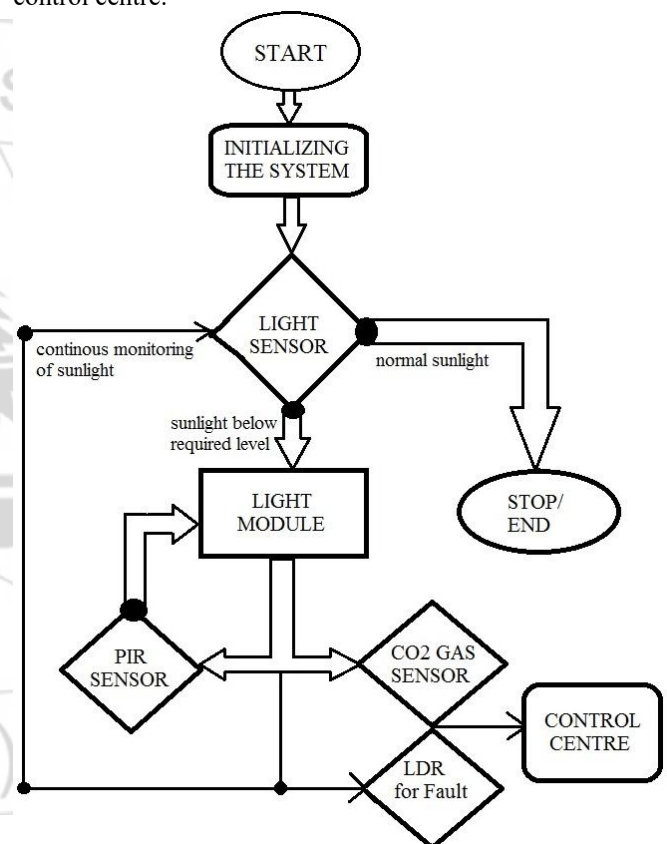 control centre.
START
INITIALIZING
THE SYSTEM
LIGHT
SENSOR
continous monitoring
of sunlight
normal sunlight
sunlight below
required level
LIGHT
MODULE
STOP/
END
PIR
SENSOR
CO2 GAS
SENSOR
CONTROL
CENTRE
LDR
for Fault